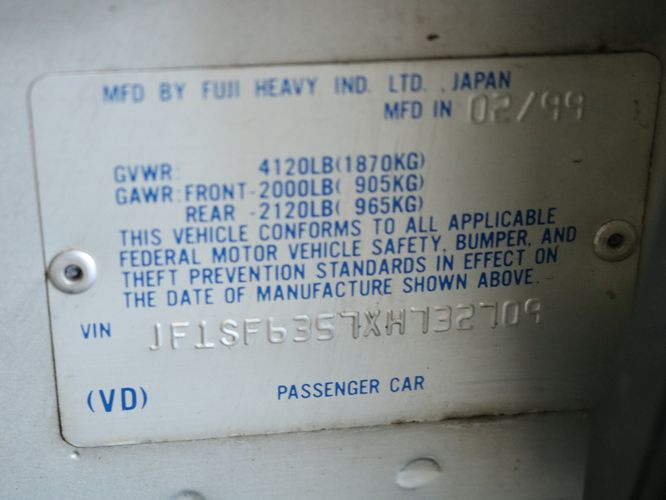 MFD BY FUJI HEAVY IND. LTD., JAPAN
MFD IN 02/99
GVWR: 4120LB(1870KG)
GAWR:FRONT-2000LB( 905KG)
REAR -2120LB( 965KG)
THIS VEHICLE CONFORMS TO ALL APPLICABLE
FEDERAL MOTOR VEHICLE SAFETY, BUMPER, AND
THEFT PREVENTION STANDARDS IN EFFECT ON
THE DATE OF MANUFACTURE SHOWN ABOVE.
VIN JF1SF6357XH732709
(VD) PASSENGER CAR